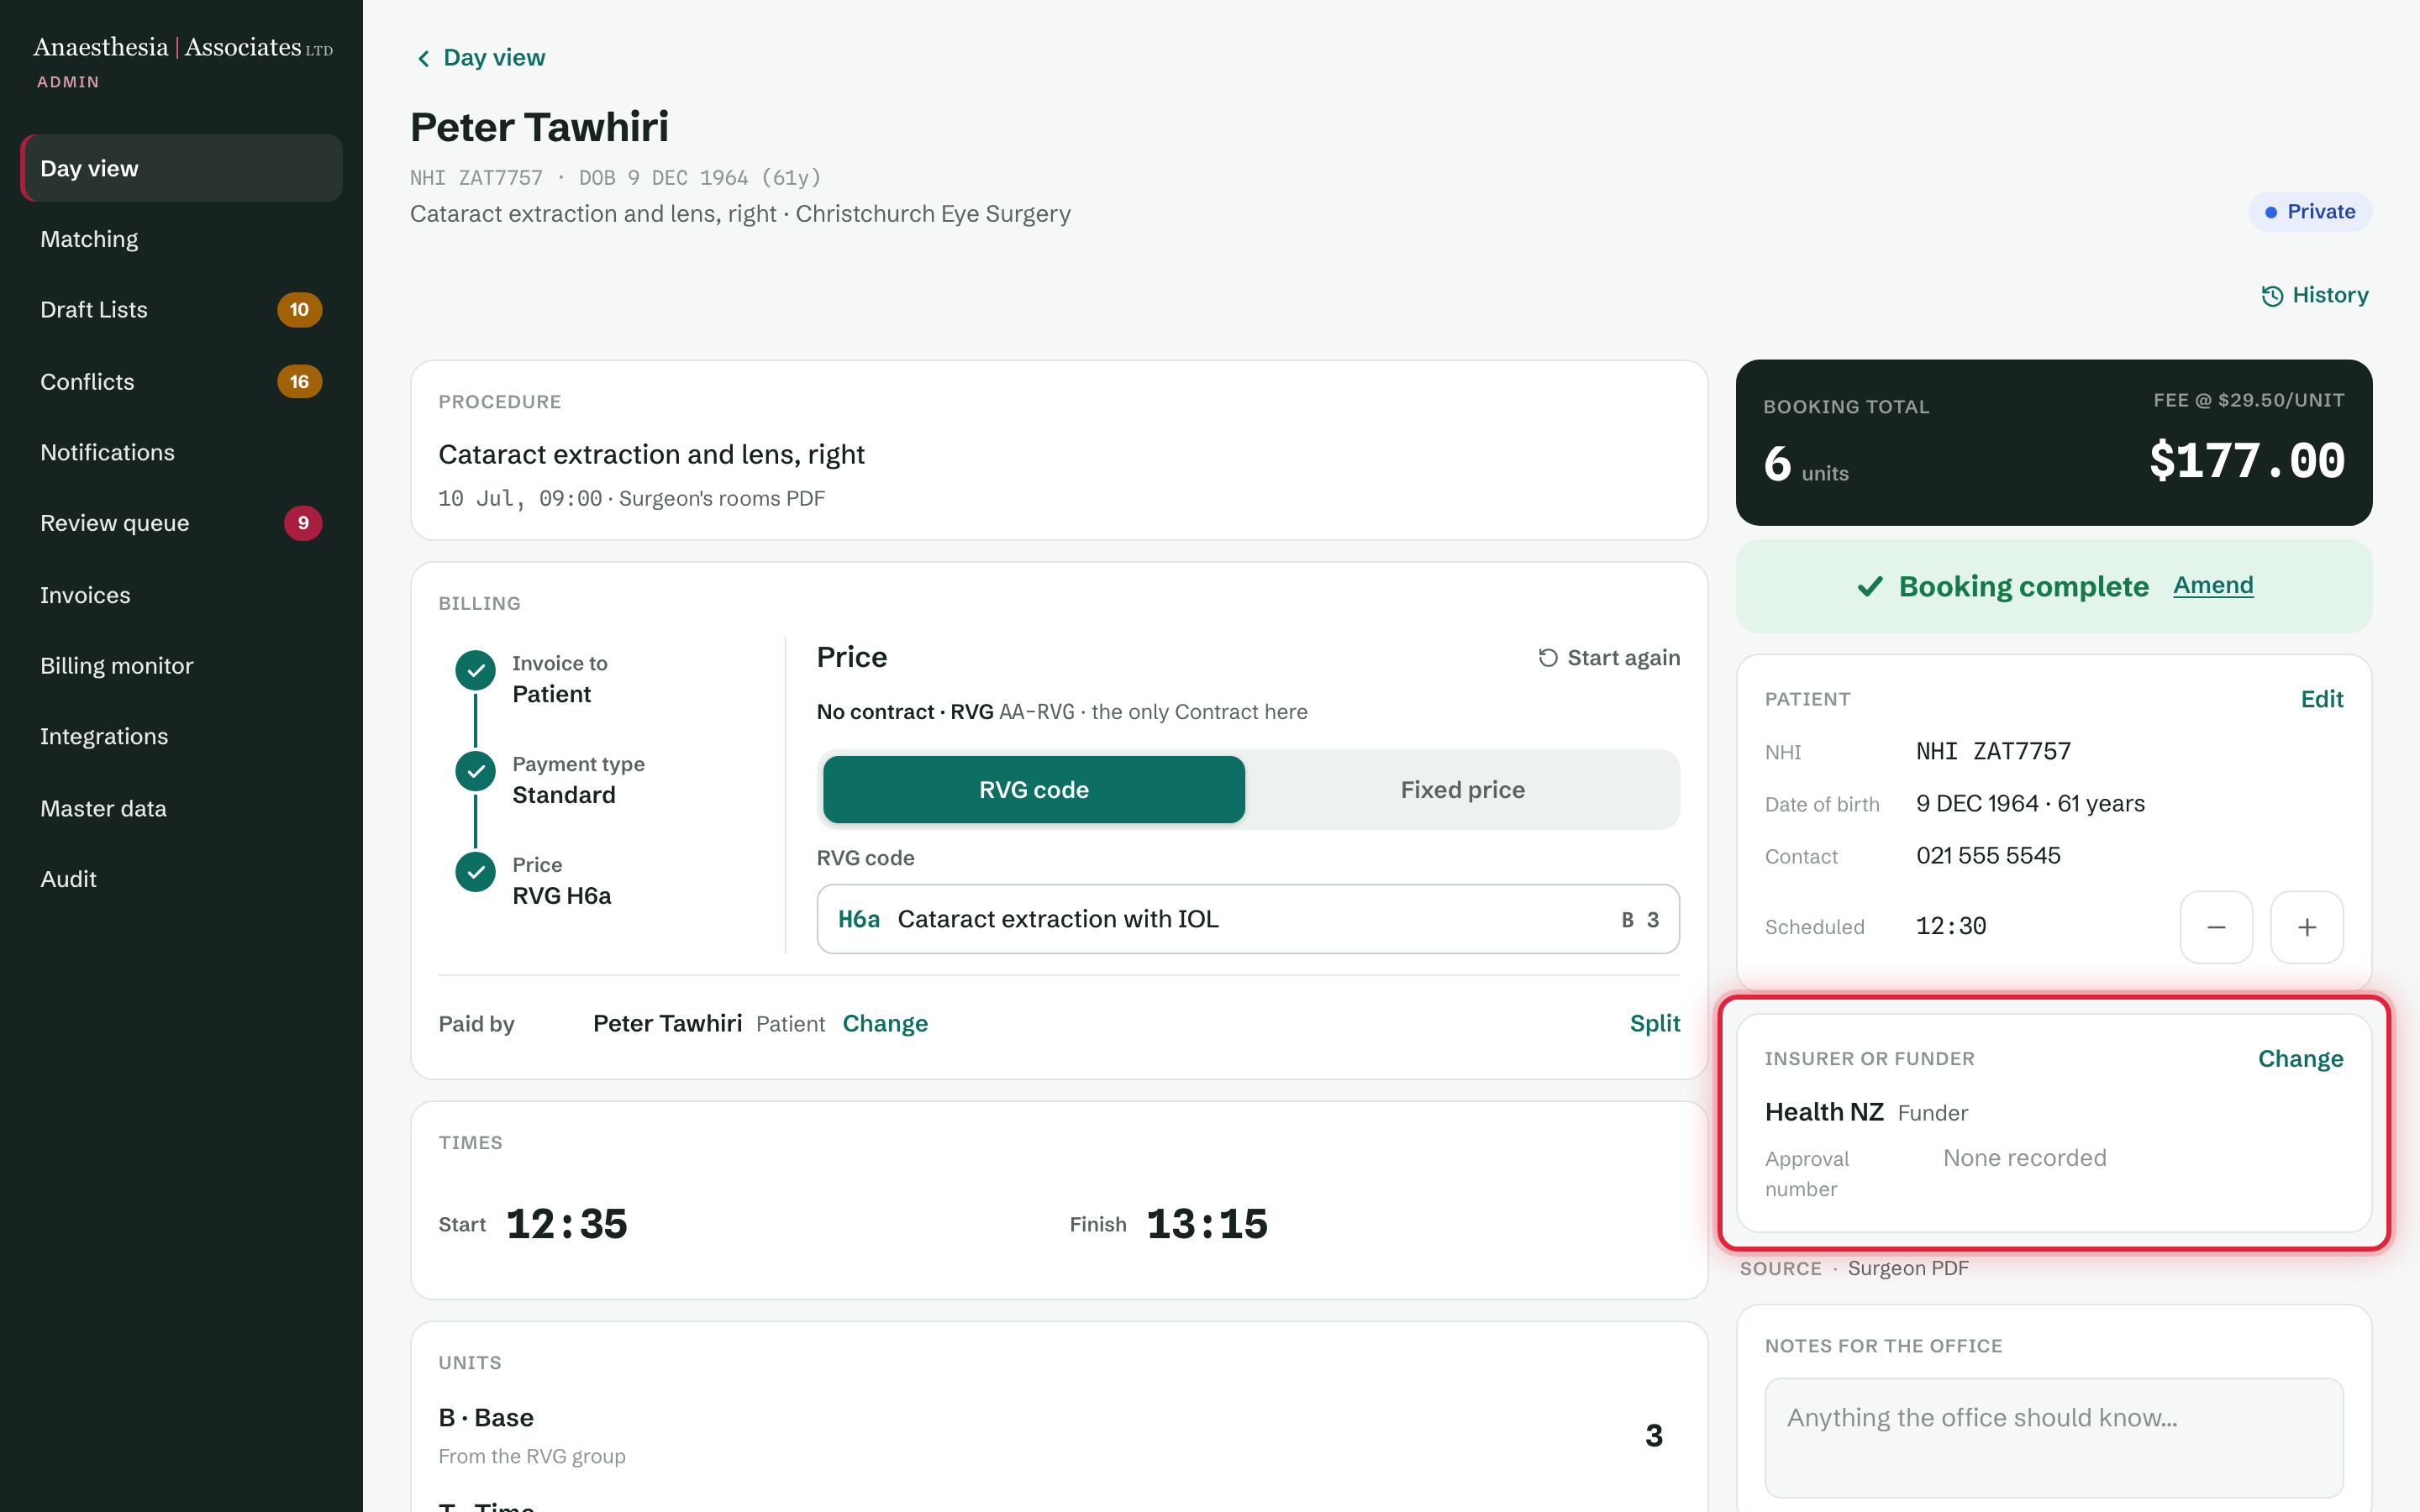 Anaesthesia | Associates LTD
ADMIN
Day view
Matching
Draft Lists 10
Conflicts 16
Notifications
Review queue 9
Invoices
Billing monitor
Integrations
Master data
Audit
Day view
Peter Tawhiri
NHI ZAT7757 · DOB 9 DEC 1964 (61y)
Cataract extraction and lens, right · Christchurch Eye Surgery
Private
History
PROCEDURE
Cataract extraction and lens, right
10 Jul, 09:00 · Surgeon's rooms PDF
BILLING
Invoice to
Patient
Payment type
Standard
Price
RVG H6a
Price
Start again
No contract · RVG AA-RVG · the only Contract here
RVG code
Fixed price
RVG code
H6a Cataract extraction with IOL B 3
Paid by Peter Tawhiri Patient Change Split
TIMES
Start 12:35 Finish 13:15
UNITS
B · Base
From the RVG group
3
T · Time
BOOKING TOTAL
FEE @ $29.50/UNIT
6 units
$177.00
Booking complete Amend
PATIENT Edit
NHI NHI ZAT7757
Date of birth 9 DEC 1964 · 61 years
Contact 021 555 5545
Scheduled 12:30 − +
INSURER OR FUNDER Change
Health NZ Funder
Approval number None recorded
SOURCE · Surgeon PDF
NOTES FOR THE OFFICE
Anything the office should know...